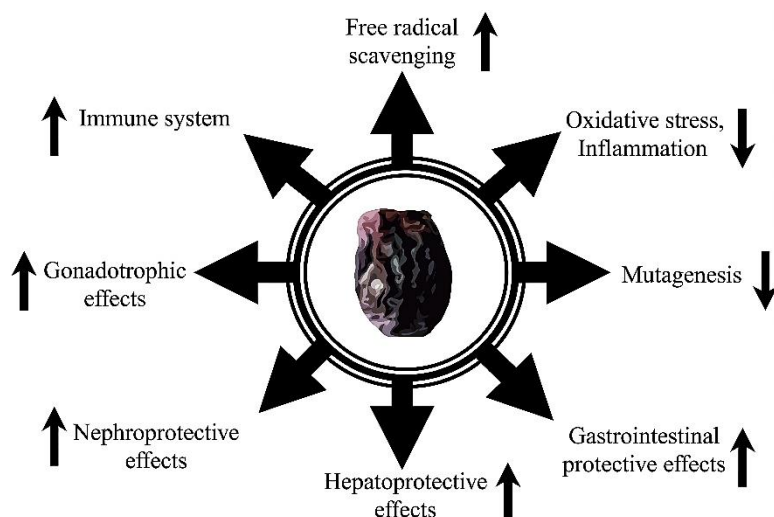 Free radical
scavenging
Immune system
Oxidative stress,
Inflammation
Gonadotrophic
effects
Mutagenesis
Nephroprotective
effects
Gastrointestinal
protective effects
Hepatoprotective
effects